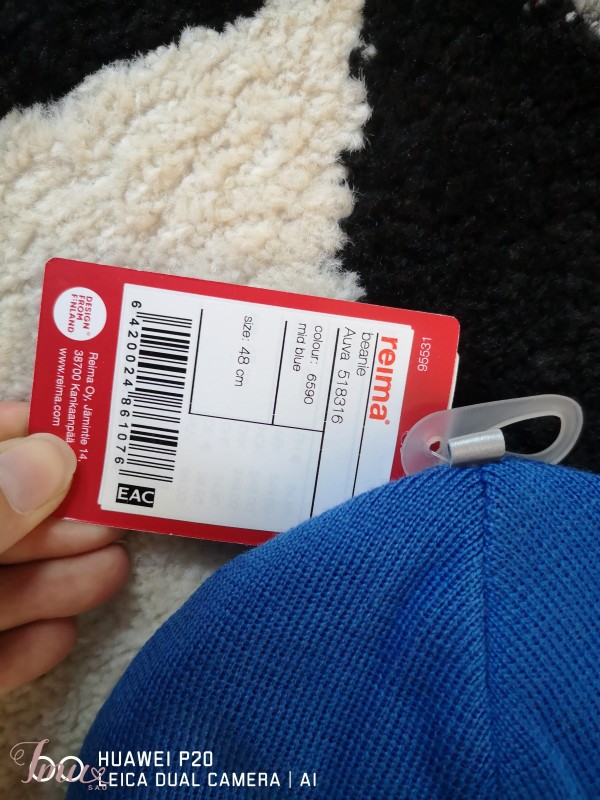 95531
reima®
beanie
Auva 518316
colour: 6590
mid blue
size: 48 cm
6 420024 861076
EAC
DESIGN
FROM
FINLAND
Reima Oy, Jämintie 14,
38700 Kankaanpää
www.reima.com
HUAWEI P20
LEICA DUAL CAMERA | AI